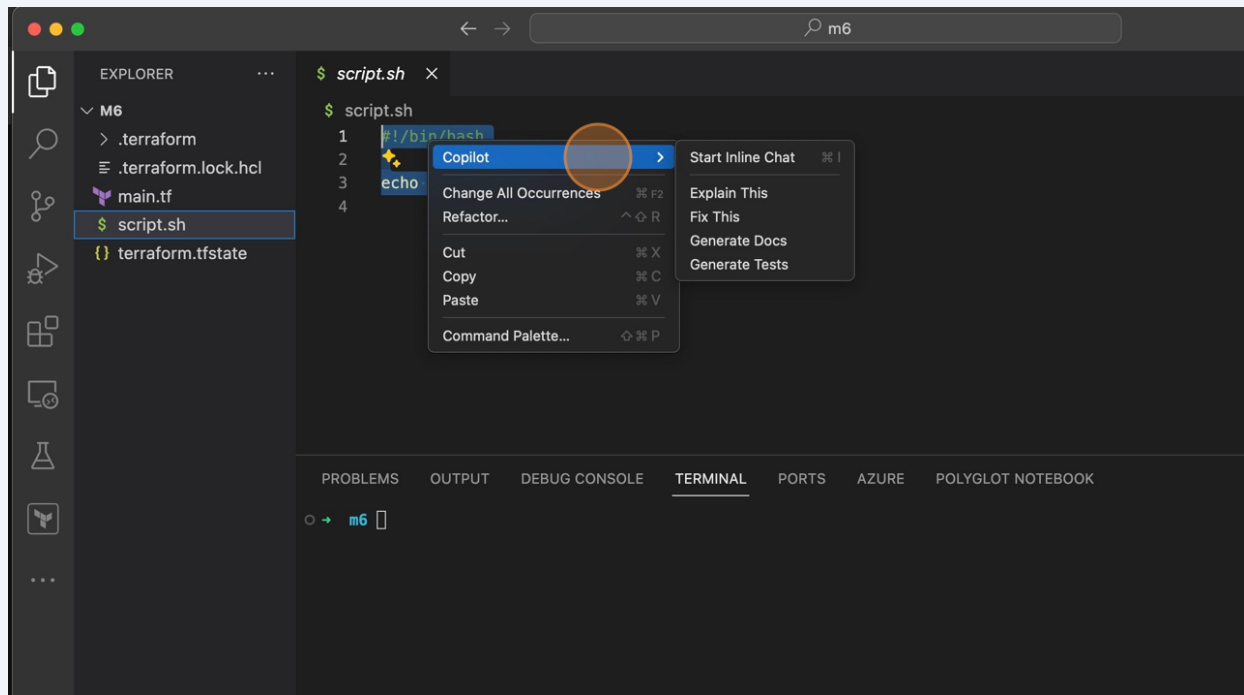 m6
EXPLORER ...
M6
.terraform
.terraform.lock.hcl
main.tf
$ script.sh
{} terraform.tfstate
$ script.sh ×
$ script.sh
1 #!/bin/bash
2
3 echo
4
Copilot >
Change All Occurrences ⌘ F2
Refactor... ^ ⇧ R
Cut ⌘ X
Copy ⌘ C
Paste ⌘ V
Command Palette... ⇧ ⌘ P
Start Inline Chat ⌘ I
Explain This
Fix This
Generate Docs
Generate Tests
PROBLEMS OUTPUT DEBUG CONSOLE TERMINAL PORTS AZURE POLYGLOT NOTEBOOK
→ m6